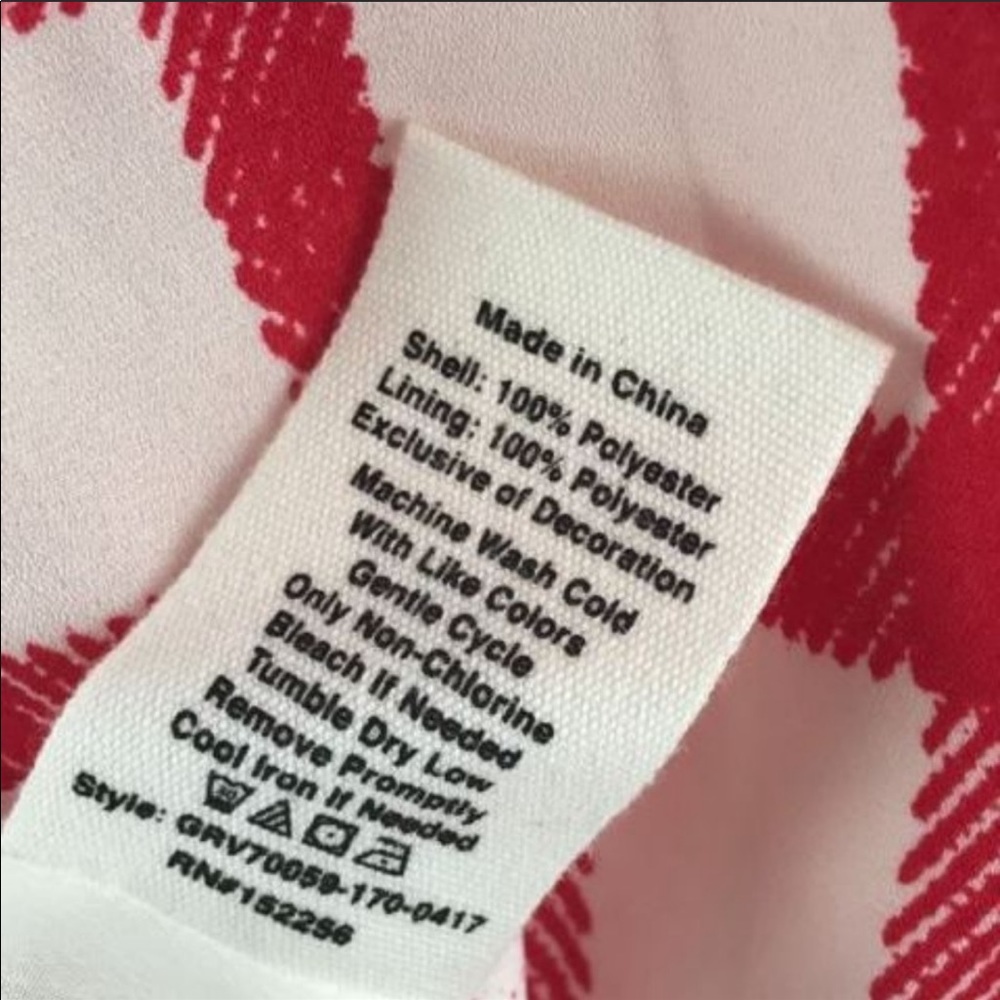 Made in China
Shell: 100% Polyester
Lining: 100% Polyester
Exclusive of Decoration
Machine Wash Cold
With Like Colors
Gentle Cycle
Only Non-Chlorine
Bleach If Needed
Tumble Dry Low
Remove Promptly
Cool Iron If Needed
30
Style: GRV70059-170-0417
RN#152256